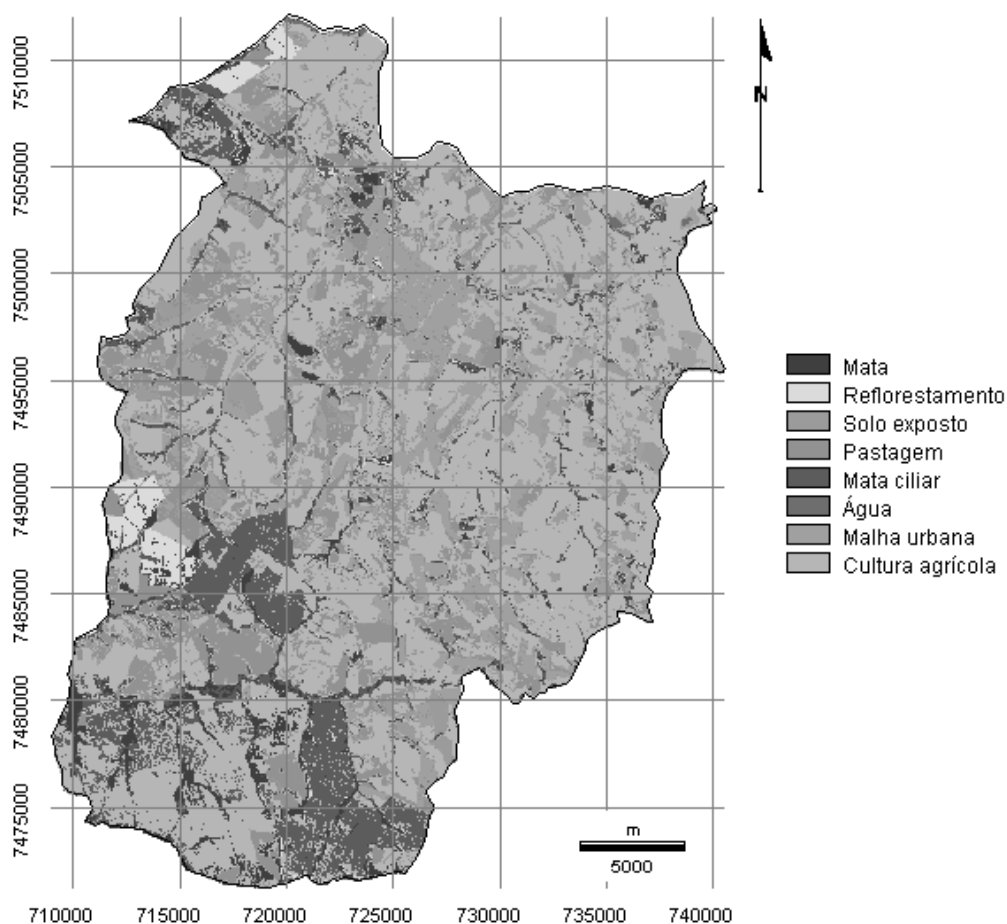 7510000
7505000
7500000
7495000
7490000
7485000
7480000
7475000
N
Mata
Reflorestamento
Solo exposto
Pastagem
Mata ciliar
Água
Malha urbana
Cultura agrícola
m
5000
710000 715000 720000 725000 730000 735000 740000